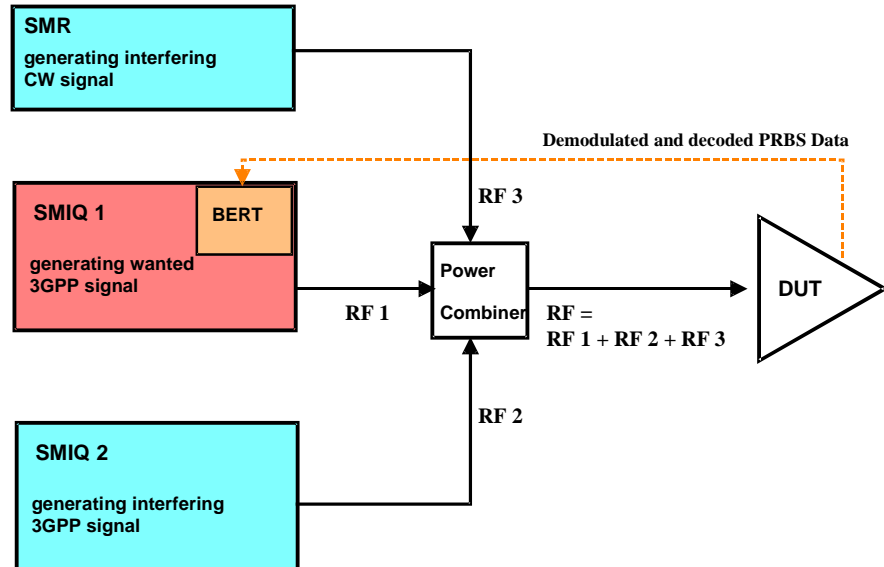 SMR
generating interfering
CW signal
Demodulated and decoded PRBS Data
SMIQ 1
BERT
generating wanted
3GPP signal
RF 3
Power
Combiner
RF 1
RF =
RF 1 + RF 2 + RF 3
DUT
RF 2
SMIQ 2
generating interfering
3GPP signal